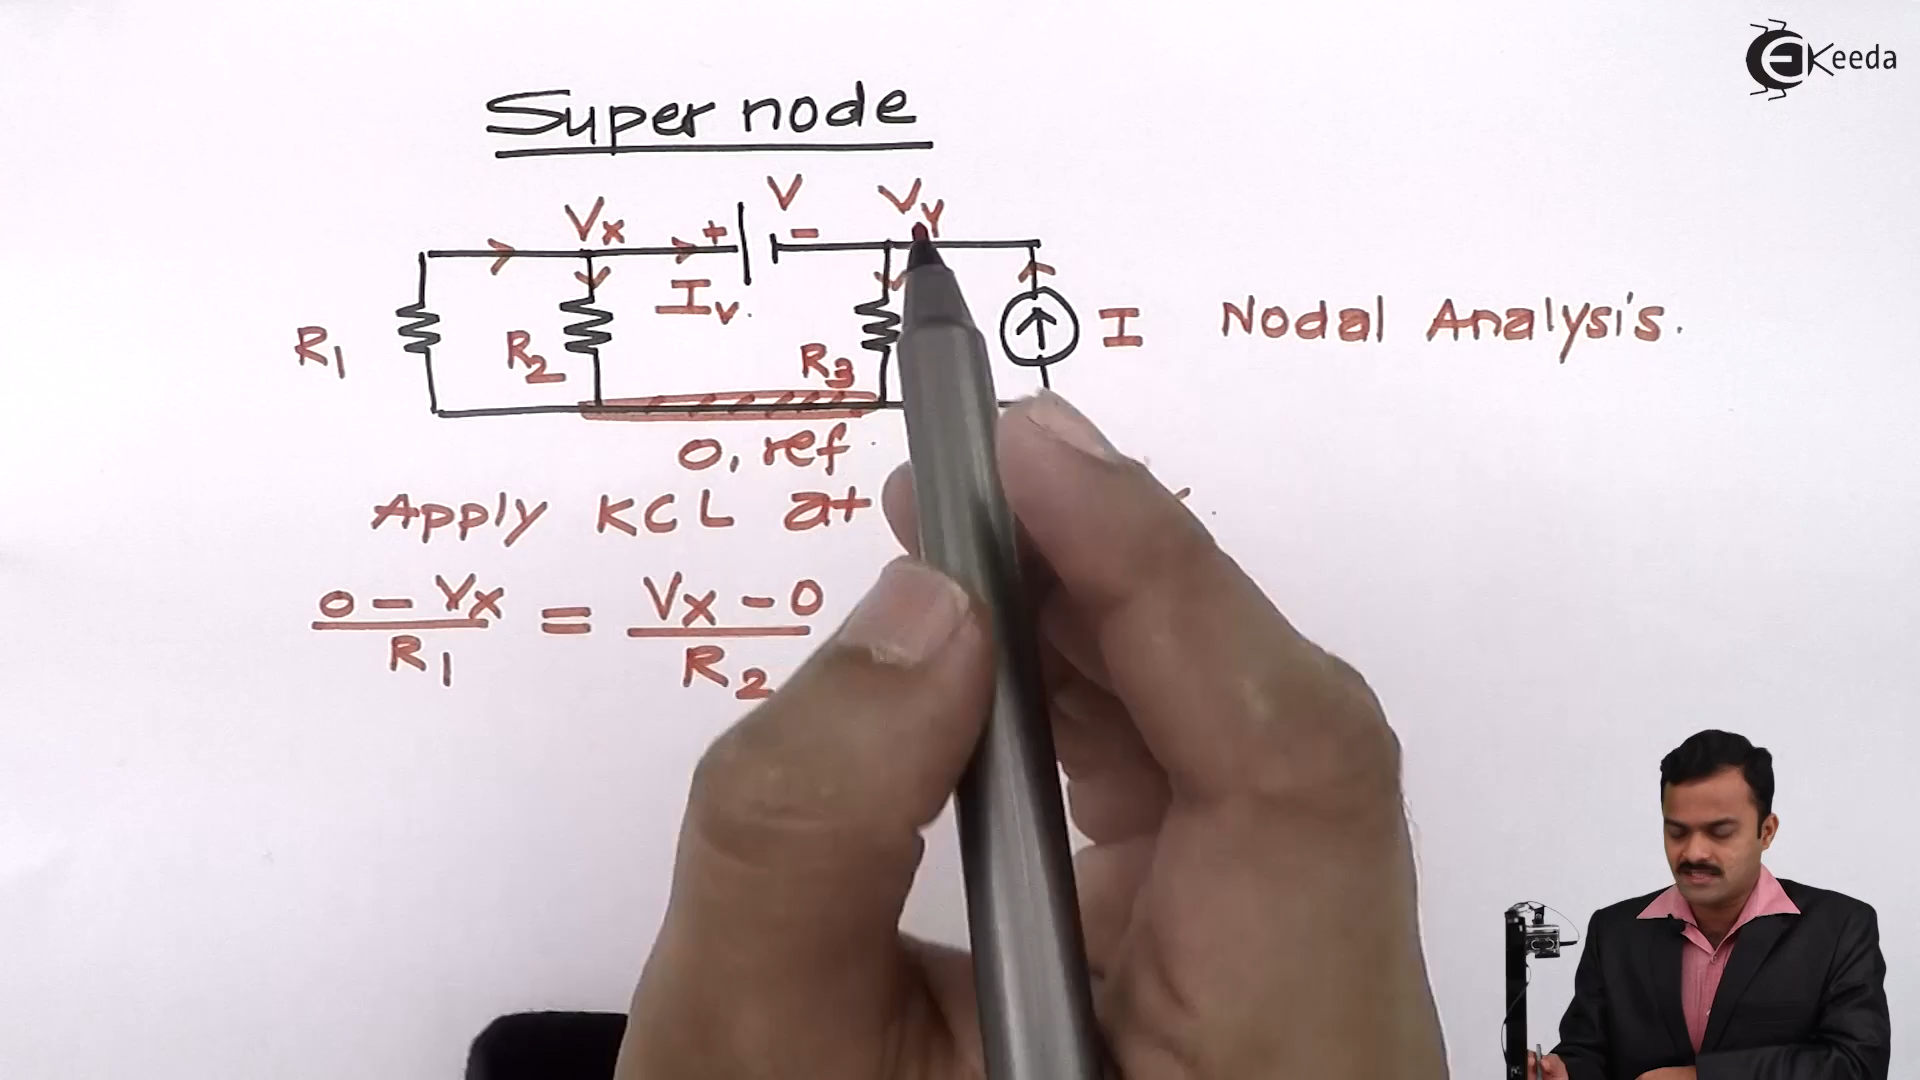 EKeeda
Super node
V
Vx
Vy
+ -
Iv.
R1
R2
R3
I
Nodal Analysis.
0, ref
Apply KCL at
0 - Vx = Vx - 0
R1 R2